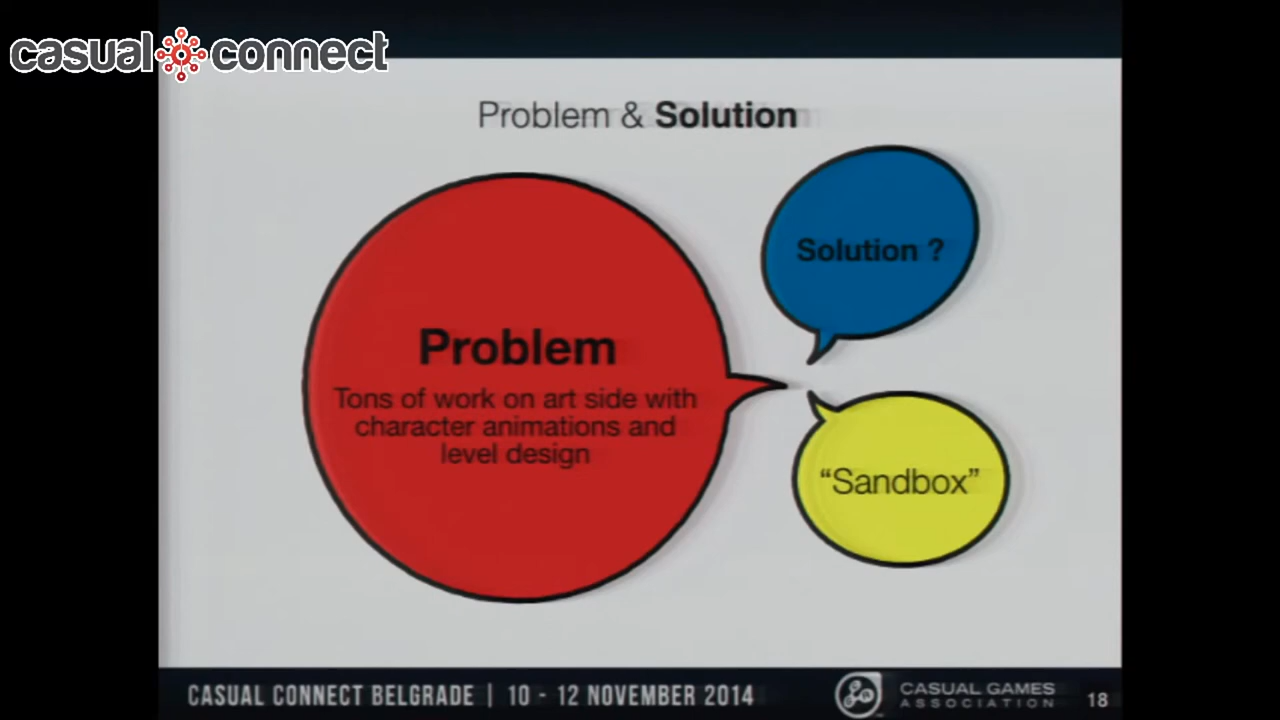 casual connect
Problem & Solution
Solution ?
Problem
Tons of work on art side with
character animations and
level design
“Sandbox”
CASUAL CONNECT BELGRADE | 10 - 12 NOVEMBER 2014
CASUAL GAMES
ASSOCIATION
18